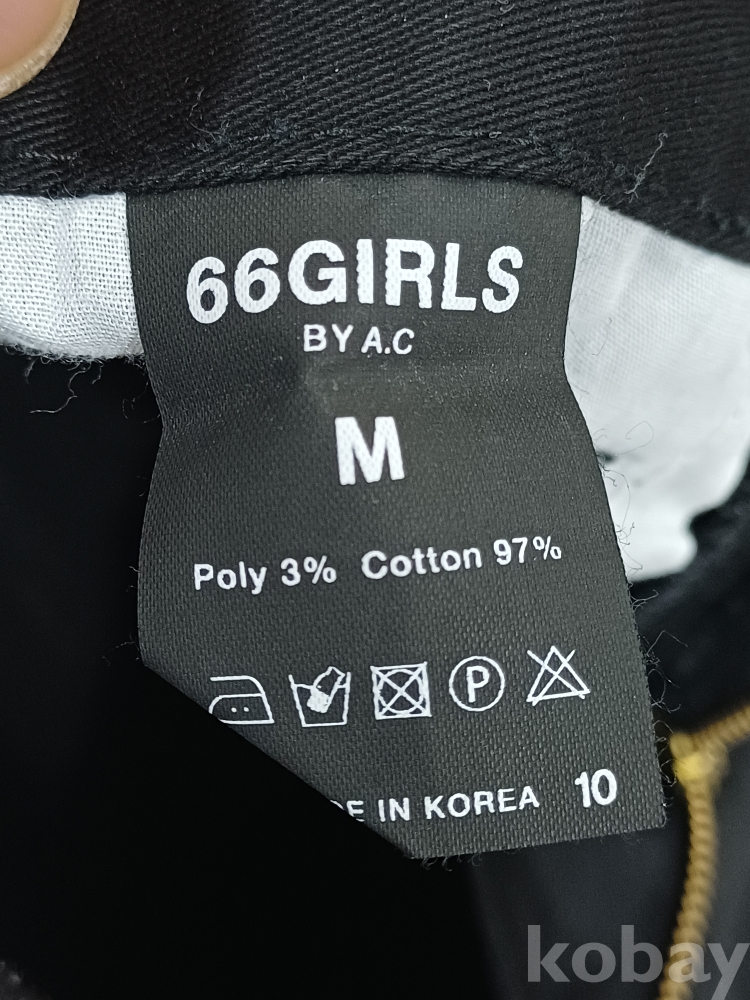 66GIRLS
BY A.C
M
Poly 3% Cotton 97%
P
IN KOREA 10
kobay